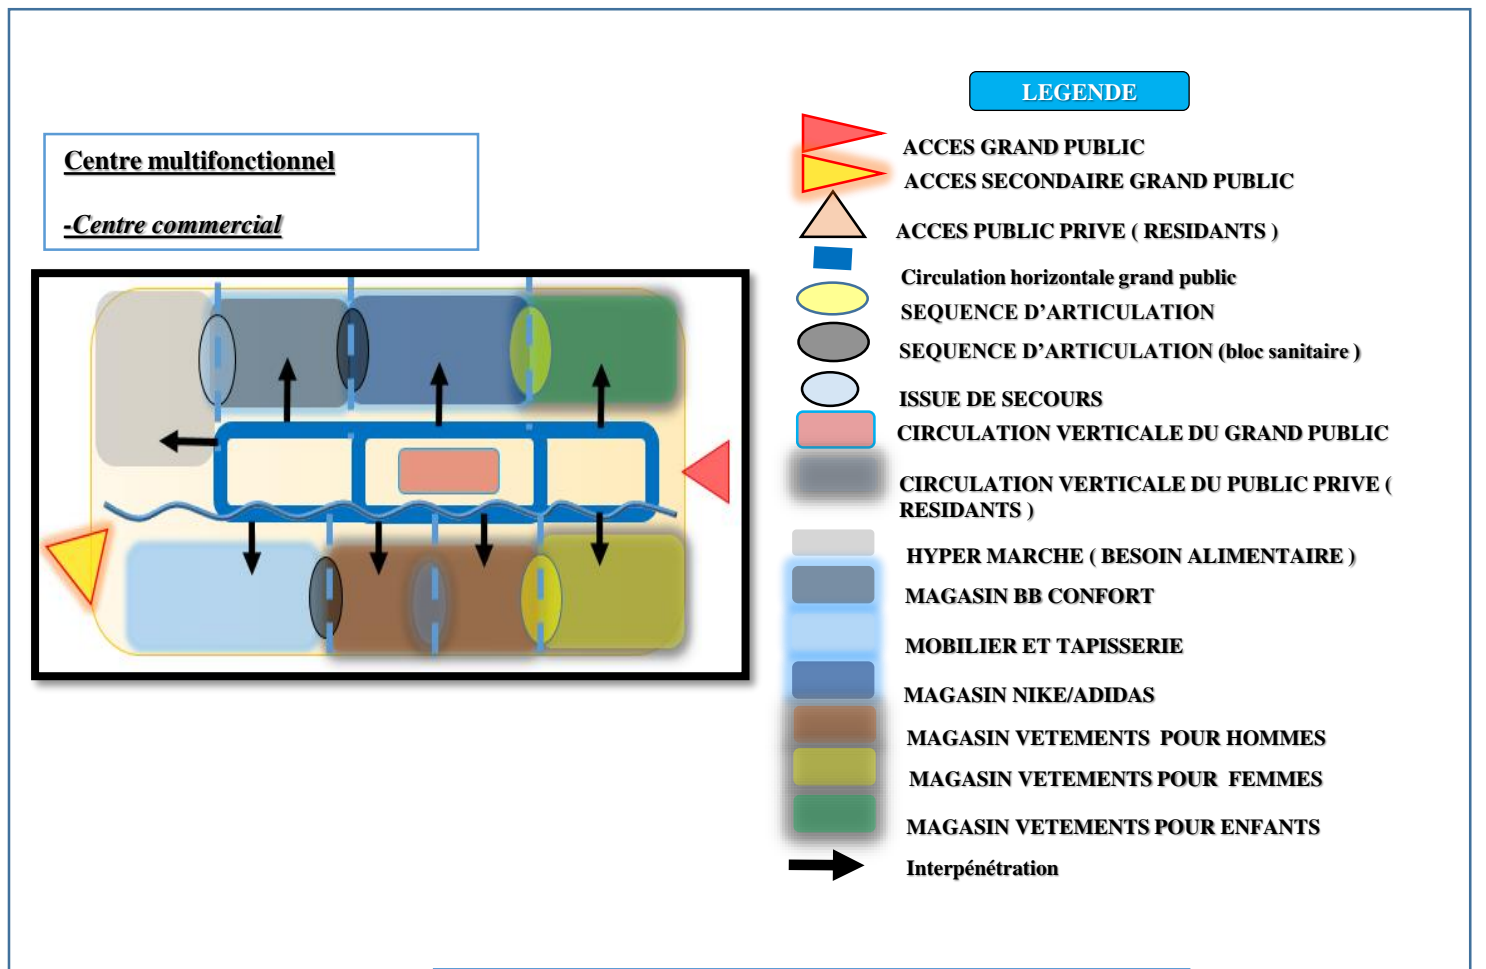 LEGENDE
Centre multifonctionnel
-Centre commercial
ACCES GRAND PUBLIC
ACCES SECONDAIRE GRAND PUBLIC
ACCES PUBLIC PRIVE ( RESIDANTS )
Circulation horizontale grand public
SEQUENCE D’ARTICULATION
SEQUENCE D’ARTICULATION (bloc sanitaire )
ISSUE DE SECOURS
CIRCULATION VERTICALE DU GRAND PUBLIC
CIRCULATION VERTICALE DU PUBLIC PRIVE (
RESIDANTS )
HYPER MARCHE ( BESOIN ALIMENTAIRE )
MAGASIN BB CONFORT
MOBILIER ET TAPISSERIE
MAGASIN NIKE/ADIDAS
MAGASIN VETEMENTS POUR HOMMES
MAGASIN VETEMENTS POUR FEMMES
MAGASIN VETEMENTS POUR ENFANTS
Interpénétration